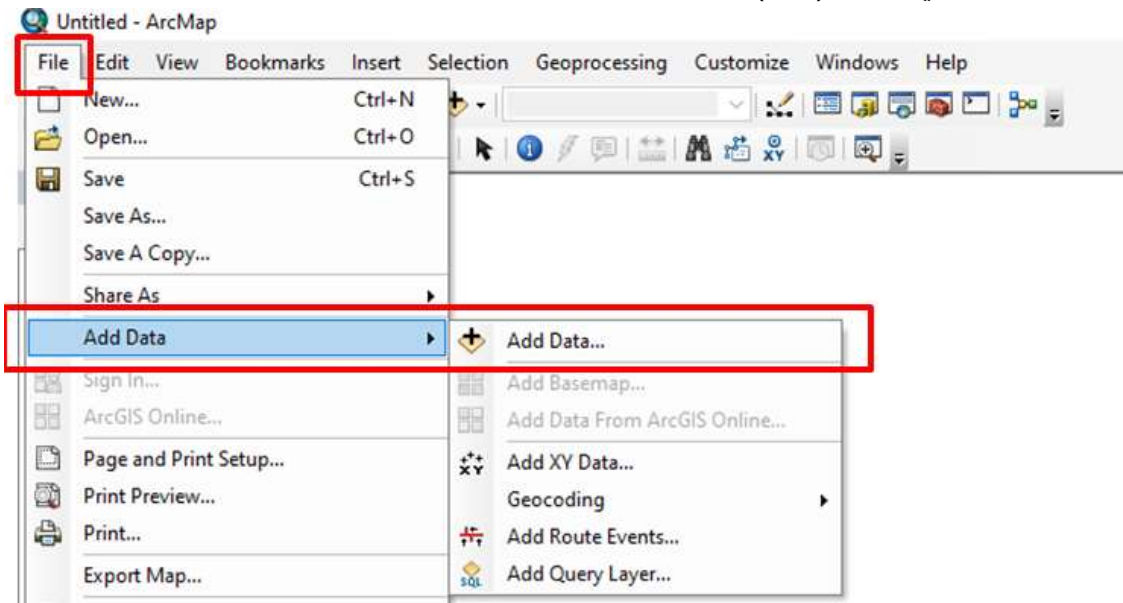 Untitled - ArcMap
File Edit View Bookmarks Insert Selection Geoprocessing Customize Windows Help
New... Ctrl+N
Open... Ctrl+O
Save Ctrl+S
Save As...
Save A Copy...
Share As
Add Data
Sign In...
ArcGIS Online...
Page and Print Setup...
Print Preview...
Print...
Export Map...
Add Data...
Add Basemap...
Add Data From ArcGIS Online...
Add XY Data...
Geocoding
Add Route Events...
Add Query Layer...